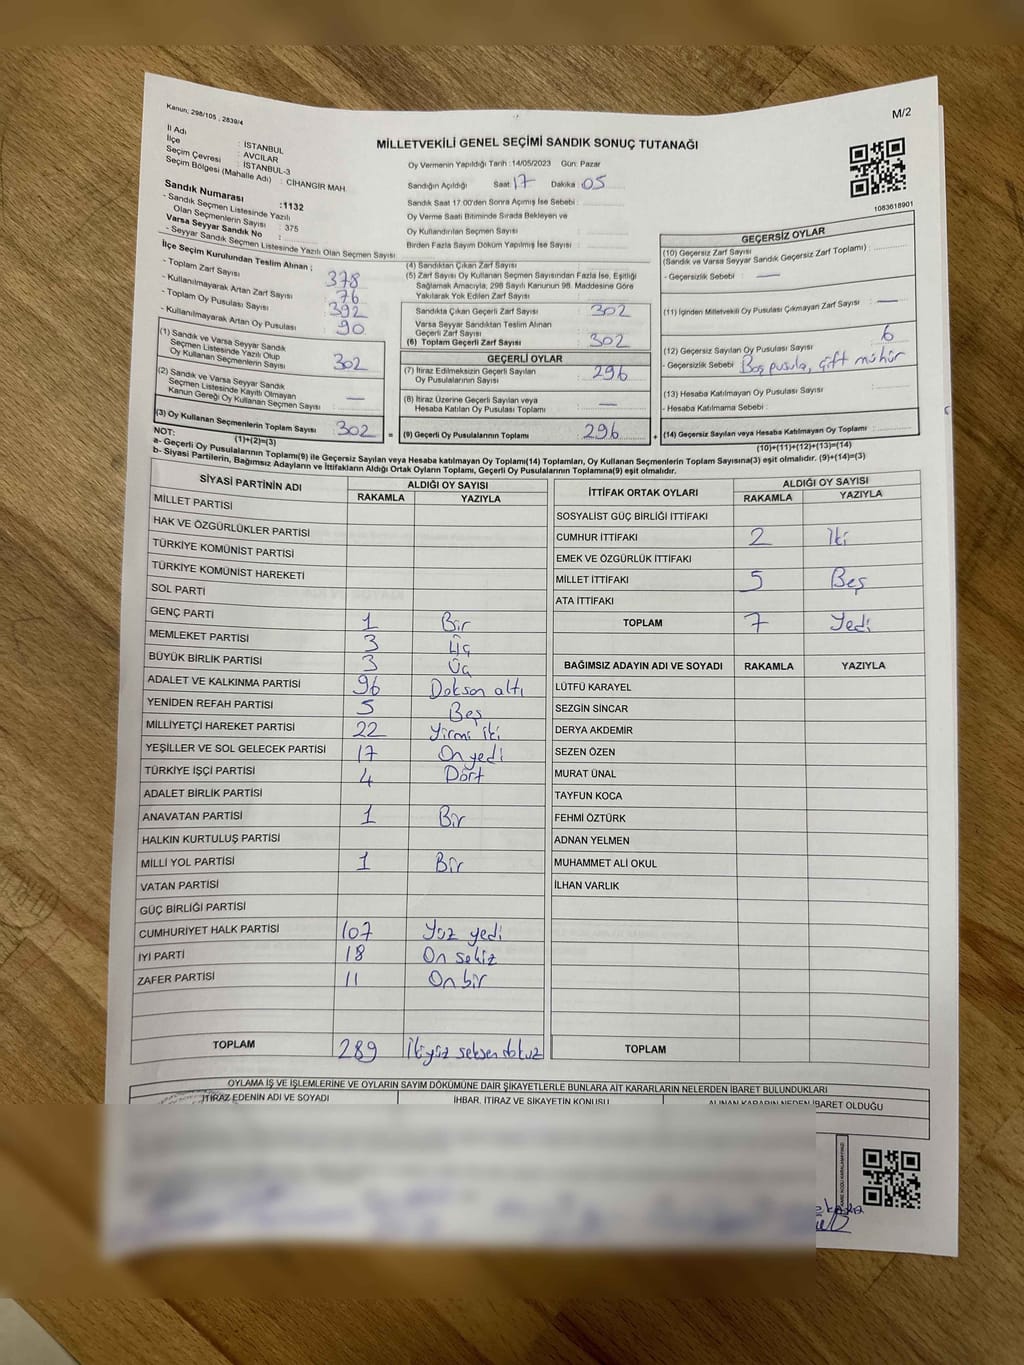 Kanun; 298/105 , 2839/4
M/2
MİLLETVEKİLİ GENEL SEÇİMİ SANDIK SONUÇ TUTANAĞI
İl Adı : İSTANBUL
İlçe : AVCILAR
Seçim Çevresi : İSTANBUL-3
Seçim Bölgesi (Mahalle Adı) : CİHANGİR MAH.
Sandık Numarası :1132
- Sandık Seçmen Listesinde Yazılı
Olan Seçmenlerin Sayısı : 375
Varsa Seyyar Sandık No :
- Seyyar Sandık Seçmen Listesinde Yazılı Olan Seçmen Sayısı
İlçe Seçim Kurulundan Teslim Alınan ;
- Toplam Zarf Sayısı : 378
- Kullanılmayarak Artan Zarf Sayısı : 76
- Toplam Oy Pusulası Sayısı : 392
- Kullanılmayarak Artan Oy Pusulası : 90
(1) Sandık ve Varsa Seyyar Sandık
Seçmen Listesinde Yazılı Olup
Oy Kullanan Seçmenlerin Sayısı : 302
(2) Sandık ve Varsa Seyyar Sandık
Seçmen Listesinde Kayıtlı Olmayan
Kanun Gereği Oy Kullanan Seçmen Sayısı : —
(3) Oy Kullanan Seçmenlerin Toplam Sayısı 302
(1)+(2)=(3)
Oy Vermenin Yapıldığı Tarih :14/05/2023 Gün: Pazar
Sandığın Açıldığı Saat 17 Dakika 05
Sandık Saat 17.00'den Sonra Açımış İse Sebebi :
Oy Verme Saati Bitiminde Sırada Bekleyen ve
Oy Kullandırılan Seçmen Sayısı :
Birden Fazla Sayım Döküm Yapılmış İse Sayısı :
(4) Sandıktan Çıkan Zarf Sayısı :
(5) Zarf Sayısı Oy Kullanan Seçmen Sayısından Fazla İse, Eşitliği
Sağlamak Amacıyla, 298 Sayılı Kanunun 98. Maddesine Göre
Yakılarak Yok Edilen Zarf Sayısı :
Sandıkta Çıkan Geçerli Zarf Sayısı : 302
Varsa Seyyar Sandıktan Teslim Alınan
Geçerli Zarf Sayısı :
(6) Toplam Geçerli Zarf Sayısı : 302
GEÇERLİ OYLAR
(7) İtiraz Edilmeksizin Geçerli Sayılan
Oy Pusulalarının Sayısı : 296
(8) İtiraz Üzerine Geçerli Sayılan veya
Hesaba Katılan Oy Pusulası Toplamı : —
= (9) Geçerli Oy Pusulalarının Toplamı : 296 +
1083618901
GEÇERSİZ OYLAR
(10) Geçersiz Zarf Sayısı
(Sandık ve Varsa Seyyar Sandık Geçersiz Zarf Toplamı) :
- Geçersizlik Sebebi : —
(11) İçinden Milletvekili Oy Pusulası Çıkmayan Zarf Sayısı : —
(12) Geçersiz Sayılan Oy Pusulası Sayısı : 6
- Geçersizlik Sebebi : Boş pusula, çift mühür
(13) Hesaba Katılmayan Oy Pusulası Sayısı :
- Hesaba Katılmama Sebebi :
(14) Geçersiz Sayılan veya Hesaba Katılmayan Oy Toplamı :
(10)+(11)+(12)+(13)=(14)
NOT:
a- Geçerli Oy Pusulalarının Toplamı(9) ile Geçersiz Sayılan veya Hesaba katılmayan Oy Toplamı(14) Toplamları, Oy Kullanan Seçmenlerin Toplam Sayısına(3) eşit olmalıdır. (9)+(14)=(3)
b- Siyasi Partilerin, Bağımsız Adayların ve İttifakların Aldığı Ortak Oyların Toplamı, Geçerli Oy Pusulalarının Toplamına(9) eşit olmalıdır.
SİYASİ PARTİNİN ADI ALDIĞI OY SAYISI
RAKAMLA YAZIYLA
MİLLET PARTİSİ
HAK VE ÖZGÜRLÜKLER PARTİSİ
TÜRKİYE KOMÜNİST PARTİSİ
TÜRKİYE KOMÜNİST HAREKETİ
SOL PARTİ
GENÇ PARTİ 1 Bir
MEMLEKET PARTİSİ 3 Üç
BÜYÜK BİRLİK PARTİSİ 3 Üç
ADALET VE KALKINMA PARTİSİ 96 Doksan altı
YENİDEN REFAH PARTİSİ 5 Beş
MİLLİYETÇİ HAREKET PARTİSİ 22 Yirmi iki
YEŞİLLER VE SOL GELECEK PARTİSİ 17 On yedi
TÜRKİYE İŞÇİ PARTİSİ 4 Dört
ADALET BİRLİK PARTİSİ
ANAVATAN PARTİSİ 1 Bir
HALKIN KURTULUŞ PARTİSİ
MİLLİ YOL PARTİSİ 1 Bir
VATAN PARTİSİ
GÜÇ BİRLİĞİ PARTİSİ
CUMHURİYET HALK PARTİSİ 107 Yüz yedi
İYİ PARTİ 18 On sekiz
ZAFER PARTİSİ 11 On bir
TOPLAM 289 İkiyüz seksen dokuz
İTTİFAK ORTAK OYLARI ALDIĞI OY SAYISI
RAKAMLA YAZIYLA
SOSYALİST GÜÇ BİRLİĞİ İTTİFAKI
CUMHUR İTTİFAKI 2 İki
EMEK VE ÖZGÜRLÜK İTTİFAKI
MİLLET İTTİFAKI 5 Beş
ATA İTTİFAKI
TOPLAM 7 Yedi
BAĞIMSIZ ADAYIN ADI VE SOYADI RAKAMLA YAZIYLA
LÜTFÜ KARAYEL
SEZGİN SİNCAR
DERYA AKDEMİR
SEZEN ÖZEN
MURAT ÜNAL
TAYFUN KOCA
FEHMİ ÖZTÜRK
ADNAN YELMEN
MUHAMMET ALİ OKUL
İLHAN VARLIK
TOPLAM
OYLAMA İŞ VE İŞLEMLERİNE VE OYLARIN SAYIM DÖKÜMÜNE DAİR ŞİKAYETLERLE BUNLARA AİT KARARLARIN NELERDEN İBARET BULUNDUKLARI
İTİRAZ EDENİN ADI VE SOYADI İHBAR, İTİRAZ VE ŞİKAYETİN KONUSU ALINAN KARARIN NEDEN İBARET OLDUĞU